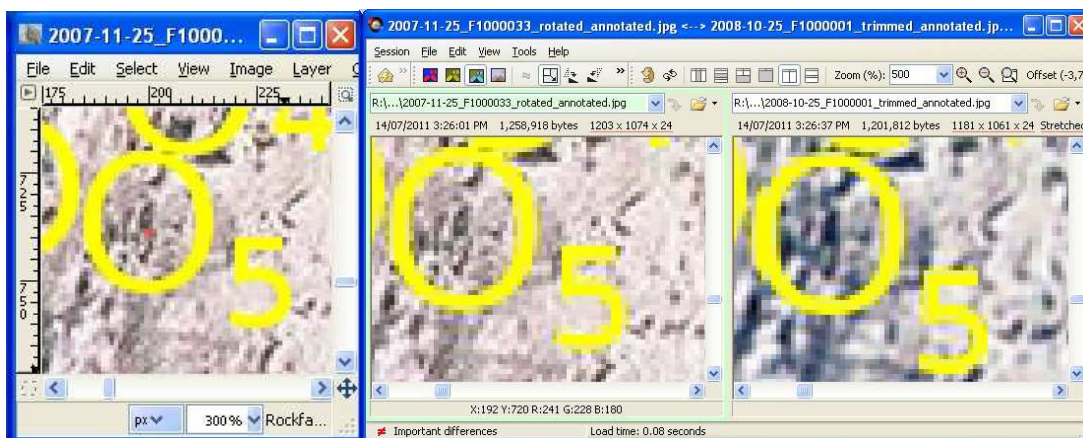 2007-11-25_F1000...
File Edit Select View Image Layer
175 200 225
725
750
4
5
px 300% Rockfa...
2007-11-25_F1000033_rotated_annotated.jpg <--> 2008-10-25_F1000001_trimmed_annotated.jp...
Session File Edit View Tools Help
» » Zoom (%): 500 Offset (-3,7
R:\...\2007-11-25_F1000033_rotated_annotated.jpg
14/07/2011 3:26:01 PM 1,258,918 bytes 1203 x 1074 x 24
5
X:192 Y:720 R:241 G:228 B:180
R:\...\2008-10-25_F1000001_trimmed_annotated.jpg
14/07/2011 3:26:37 PM 1,201,812 bytes 1181 x 1061 x 24 Stretched
5
≠ Important differences Load time: 0.08 seconds